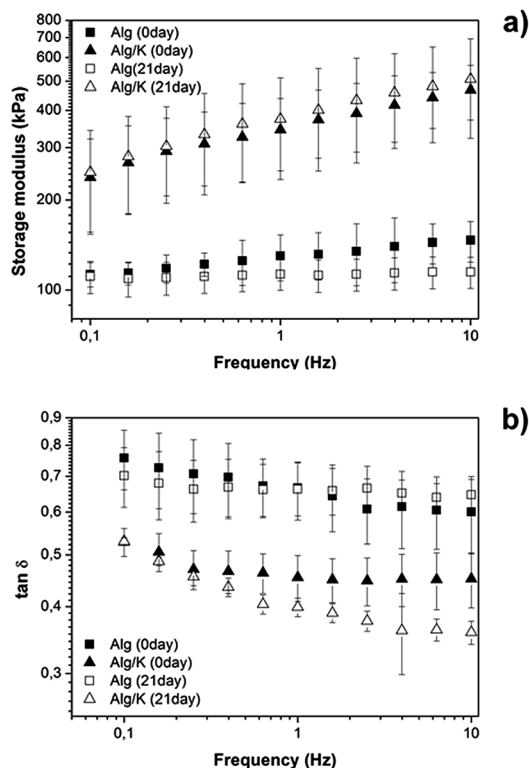 a)
800
700
600
500
400
300
200
100
Storage modulus (kPa)
Alg (0day)
Alg/K (0day)
Alg(21day)
Alg/K (21day)
0,1
1
10
Frequency (Hz)
b)
0,9
0,8
0,7
0,6
0,5
0,4
0,3
tan δ
Alg (0day)
Alg/K (0day)
Alg (21day)
Alg/K (21day)
0,1
1
10
Frequency (Hz)